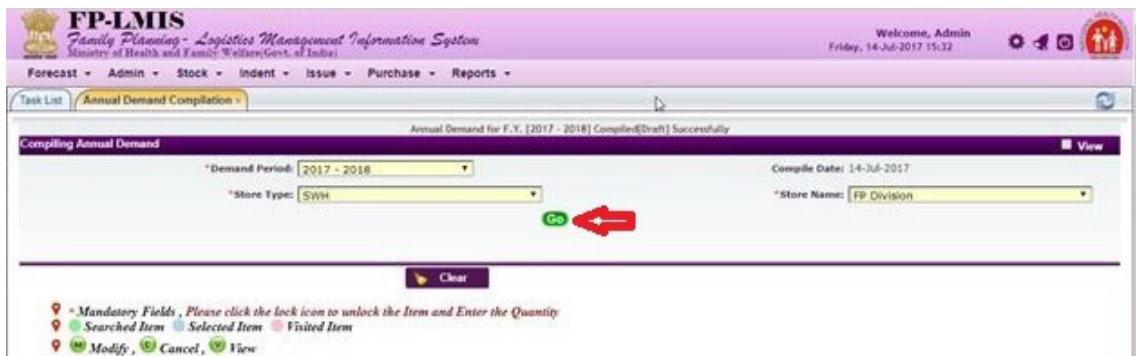 FP-LMIS
Family Planning - Logistics Management Information System
Ministry of Health and Family Welfare(Govt. of India)
Welcome, Admin
Friday, 14-Jul-2017 15:32
Forecast Admin Stock Indent Issue Purchase Reports
Task List Annual Demand Compilation
Annual Demand for F.Y. [2017 - 2018] Compiled[Draft] Successfully
Compiling Annual Demand View
*Demand Period: 2017 - 2018 Compile Date: 14-Jul-2017
*Store Type: SWH *Store Name: FP Division
Go
Clear
* Mandatory Fields , Please click the lock icon to unlock the Item and Enter the Quantity
Searched Item Selected Item Visited Item
M Modify , C Cancel , V View